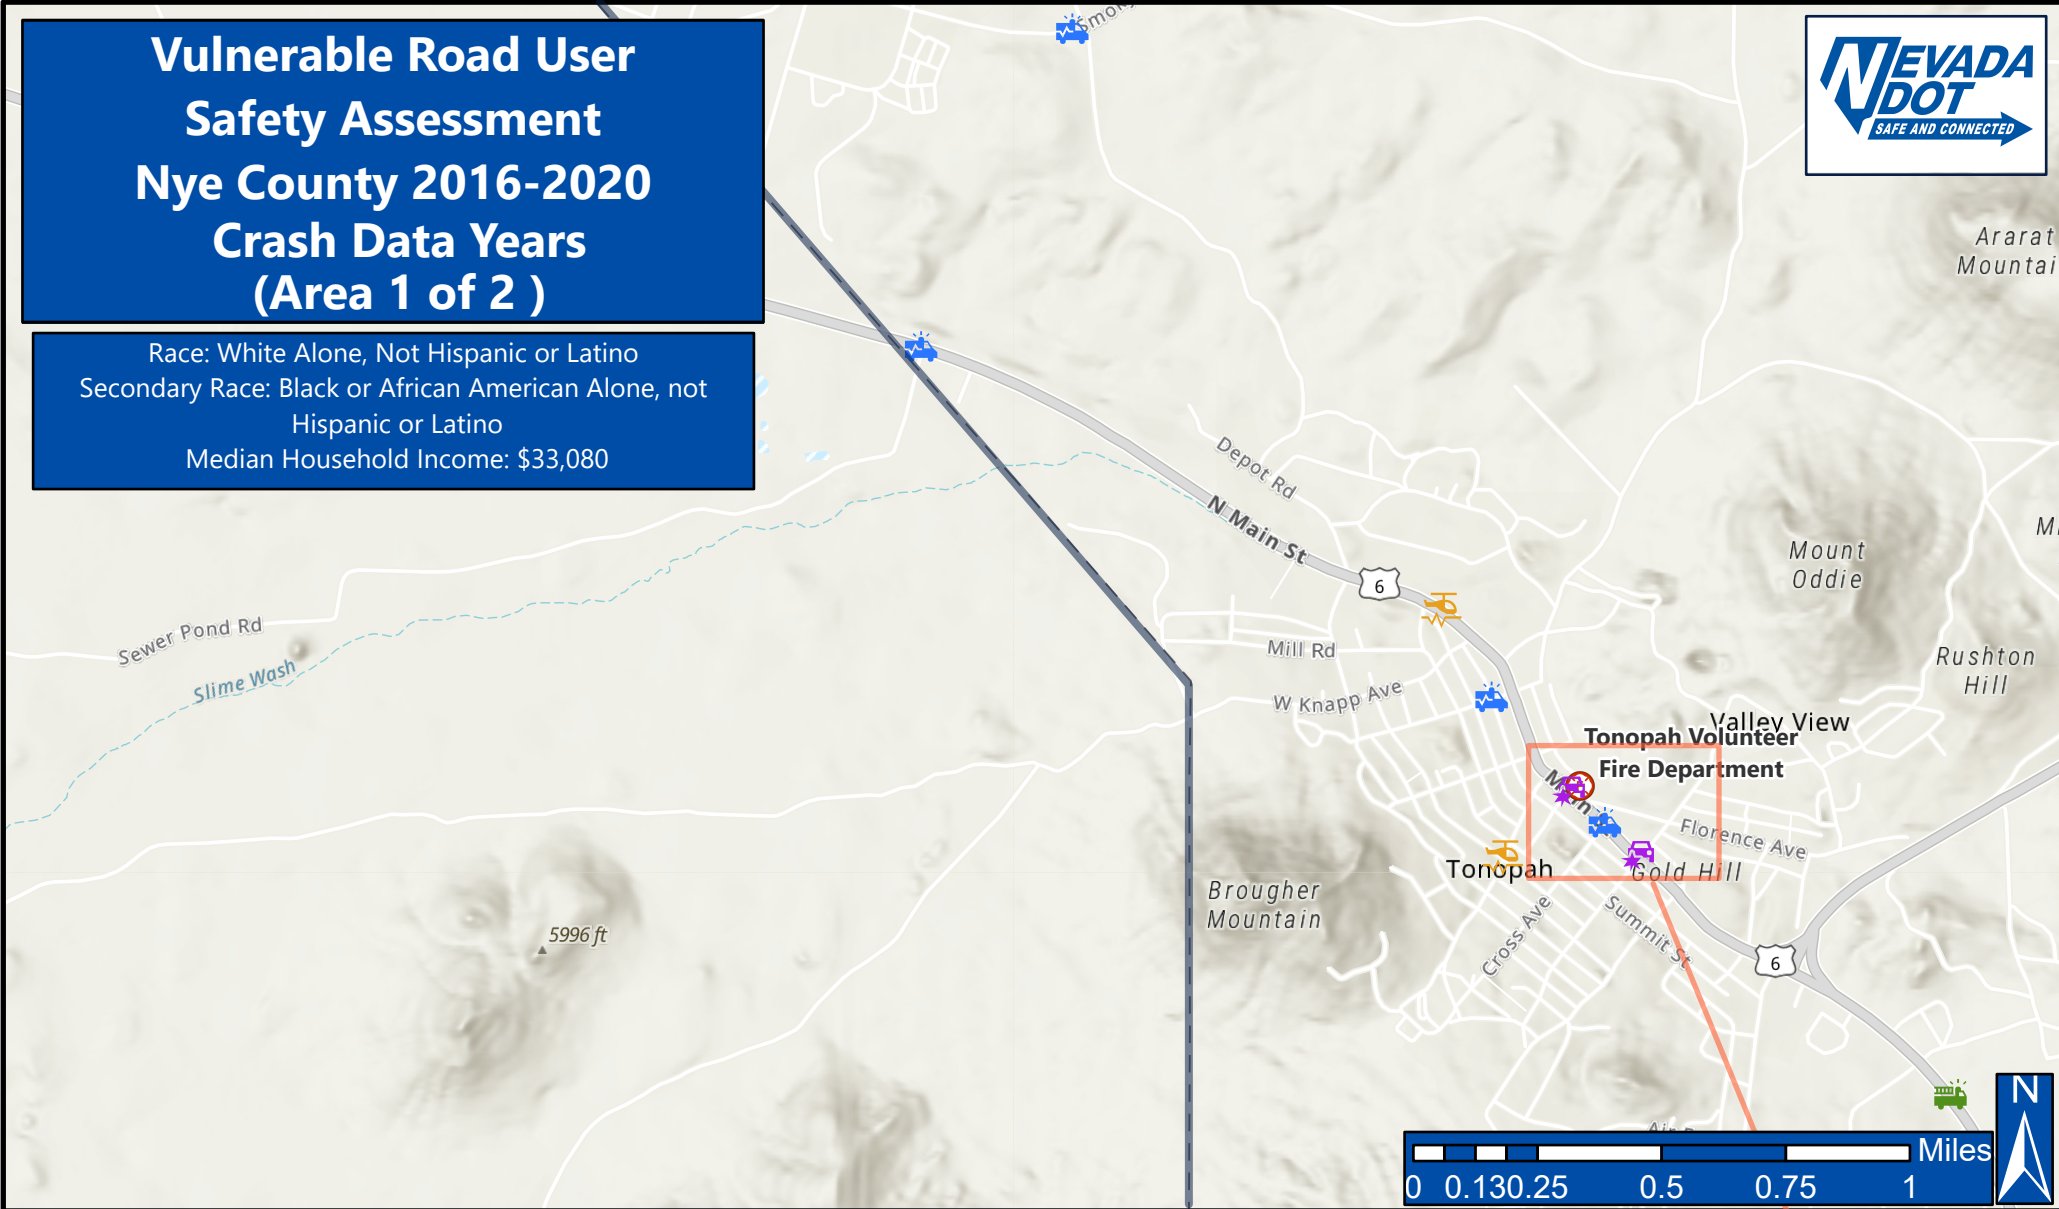 Vulnerable Road User
Safety Assessment
Nye County 2016-2020
Crash Data Years
(Area 1 of 2 )
Race: White Alone, Not Hispanic or Latino
Secondary Race: Black or African American Alone, not
Hispanic or Latino
Median Household Income: $33,080
NEVADA
DOT
SAFE AND CONNECTED
Ararat
Mountai
Depot Rd
N Main St
6
Mount
Oddie
Sewer Pond Rd
Slime Wash
Mill Rd
W Knapp Ave
Rushton
Hill
Valley View
Tonopah Volunteer
Fire Department
Main
Florence Ave
Tonopah
Gold Hill
Brougher
Mountain
Cross Ave
Summit St
5996 ft
6
Miles
0 0.13 0.25 0.5 0.75 1
N